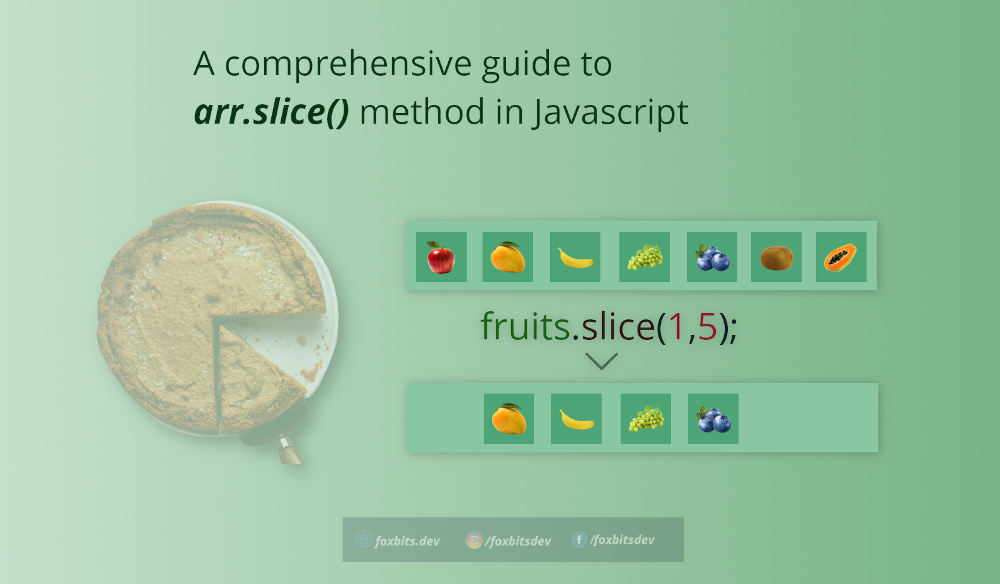 A comprehensive guide to
arr.slice() method in Javascript
fruits.slice(1,5);
foxbits.dev /foxbitsdev /foxbitsdev